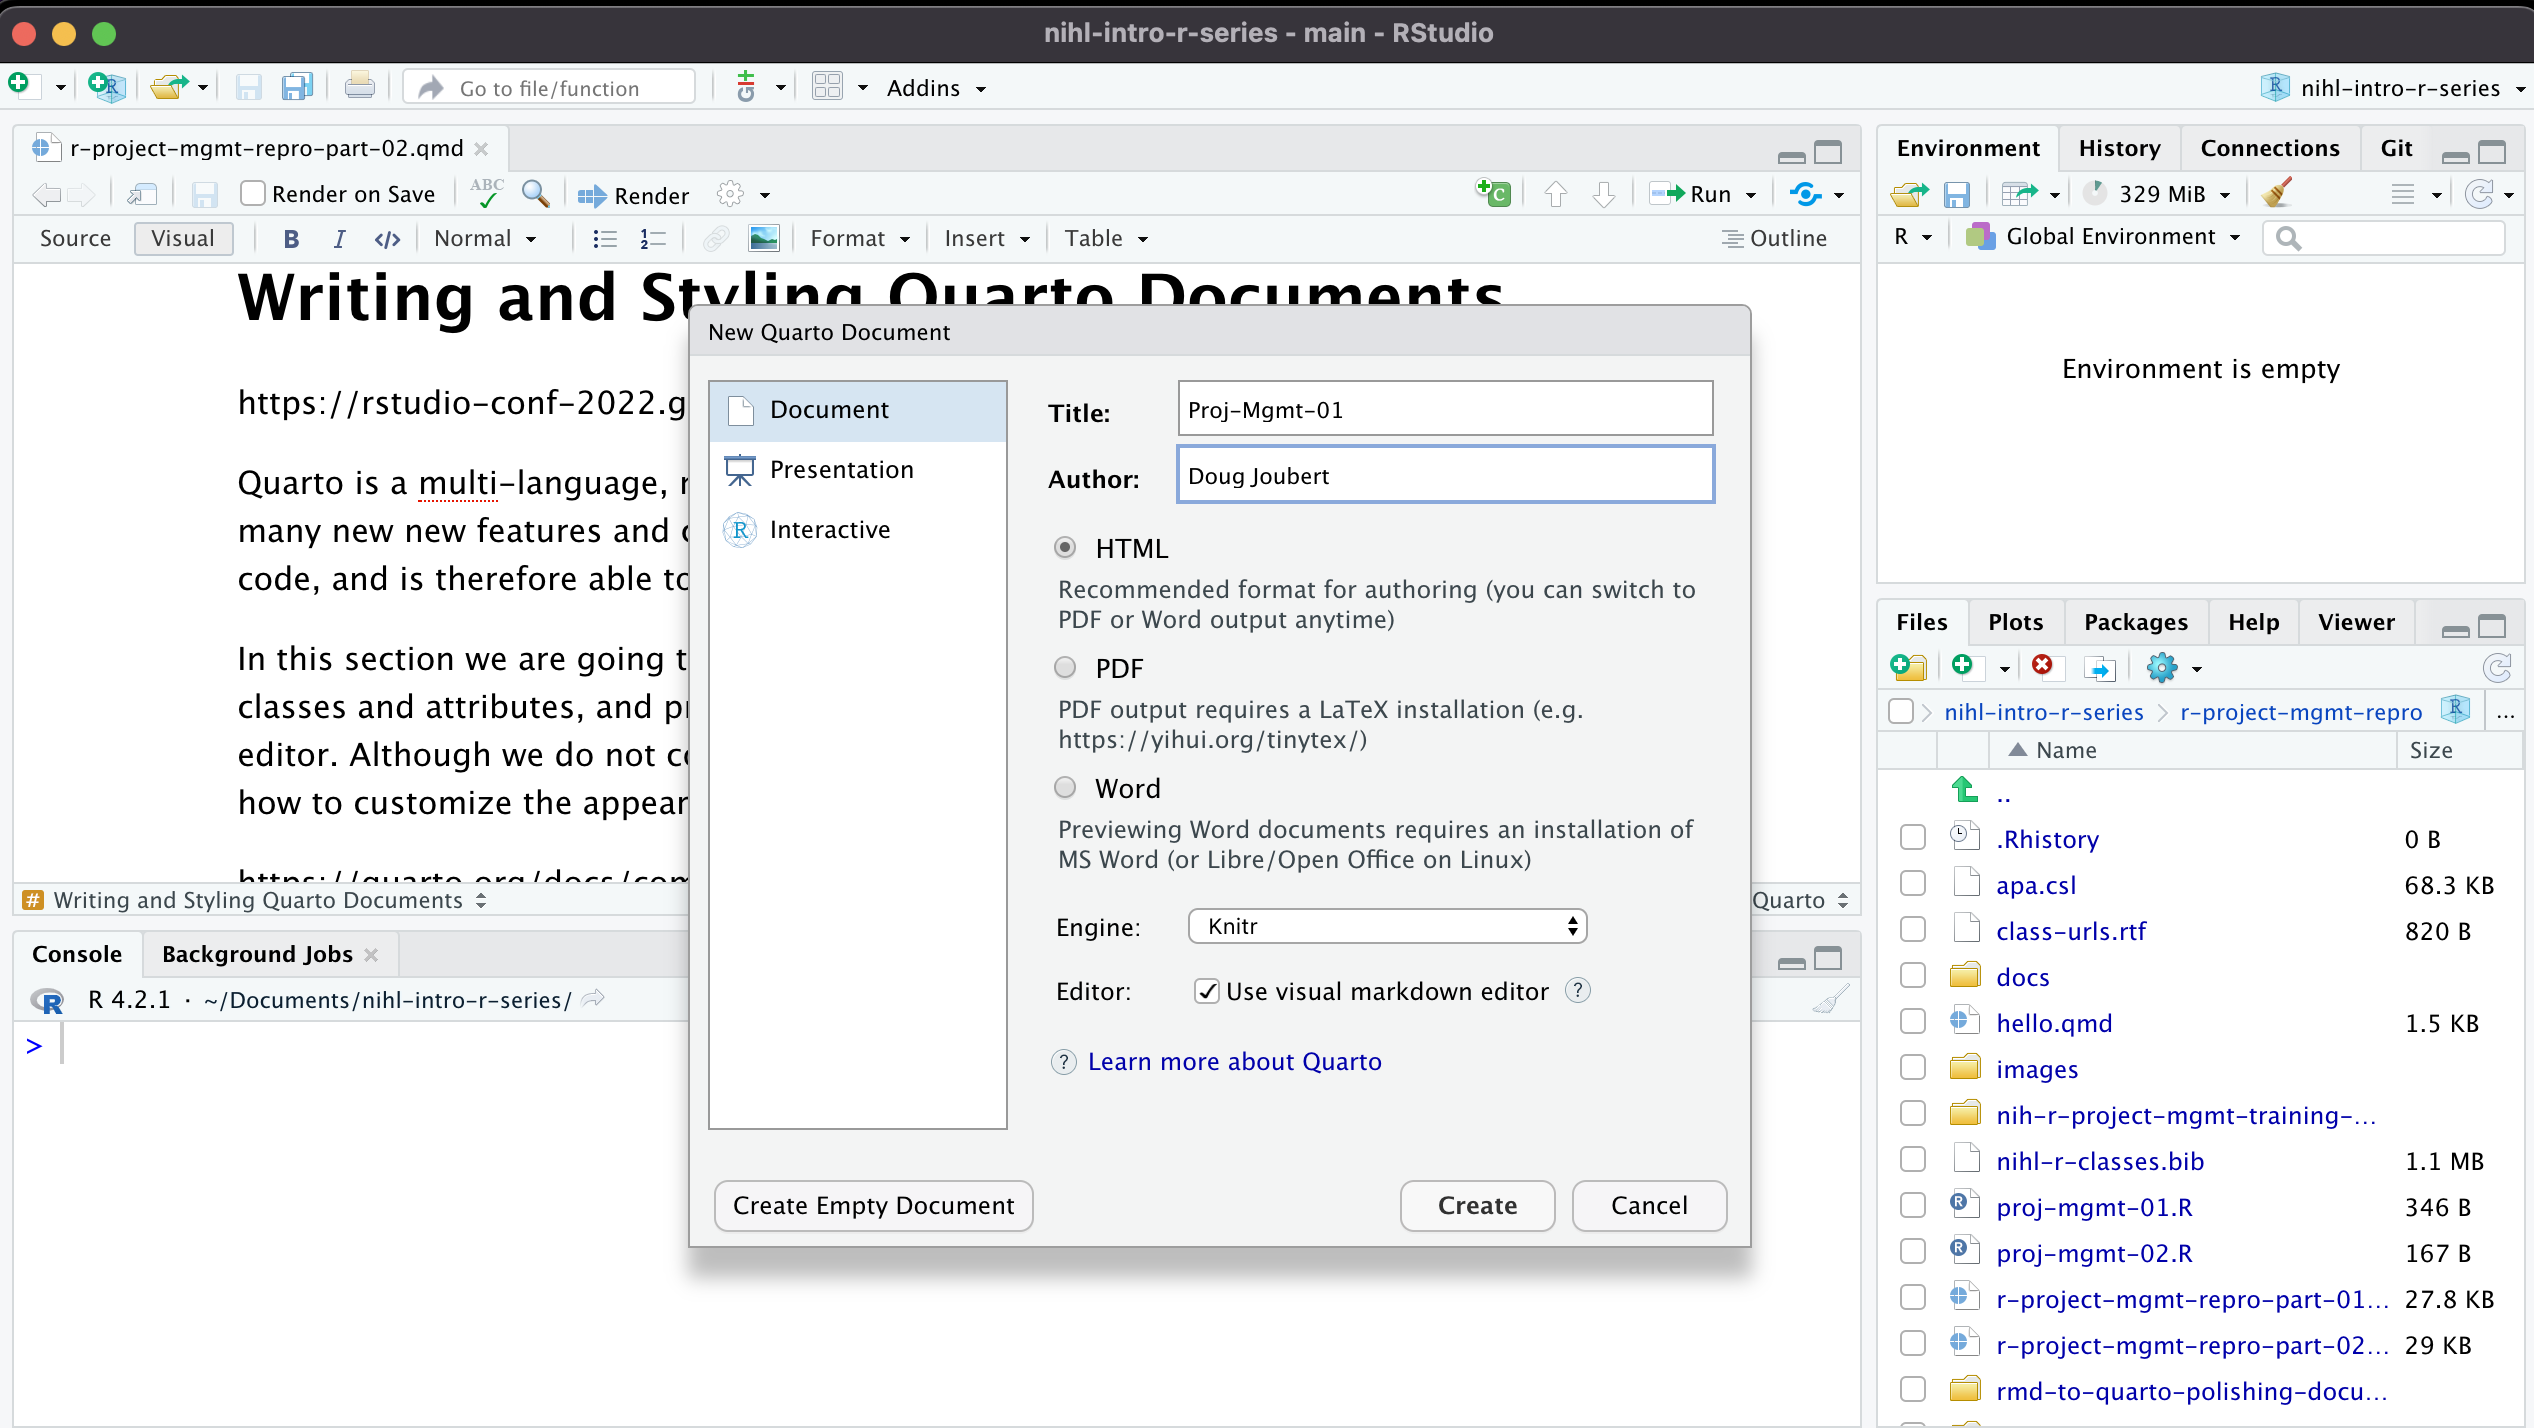 nihl-intro-r-series - main - RStudio
Go to file/function
Addins
nihl-intro-r-series
r-project-mgmt-repro-part-02.qmd
Render on Save
ABC
Render
Run
Source
Visual
B
I
</>
Normal
Format
Insert
Table
Outline
Writing and Styling Quarto Documents
https://rstudio-conf-2022.g
Quarto is a multi-language, r
many new new features and
code, and is therefore able to
In this section we are going t
classes and attributes, and pr
editor. Although we do not
how to customize the appear
https://quarto.org/docs/com
# Writing and Styling Quarto Documents
Quarto
Console
Background Jobs
R 4.2.1 · ~/Documents/nihl-intro-r-series/
>
New Quarto Document
Document
Presentation
Interactive
Title:
Proj-Mgmt-01
Author:
Doug Joubert
HTML
Recommended format for authoring (you can switch to
PDF or Word output anytime)
PDF
PDF output requires a LaTeX installation (e.g.
https://yihui.org/tinytex/)
Word
Previewing Word documents requires an installation of
MS Word (or Libre/Open Office on Linux)
Engine:
Knitr
Editor:
Use visual markdown editor
?
? Learn more about Quarto
Create Empty Document
Create
Cancel
Environment
History
Connections
Git
329 MiB
R
Global Environment
Environment is empty
Files
Plots
Packages
Help
Viewer
nihl-intro-r-series
r-project-mgmt-repro
...
Name
Size
..
.Rhistory 0 B
apa.csl 68.3 KB
class-urls.rtf 820 B
docs
hello.qmd 1.5 KB
images
nih-r-project-mgmt-training-...
nihl-r-classes.bib 1.1 MB
proj-mgmt-01.R 346 B
proj-mgmt-02.R 167 B
r-project-mgmt-repro-part-01... 27.8 KB
r-project-mgmt-repro-part-02... 29 KB
rmd-to-quarto-polishing-docu...